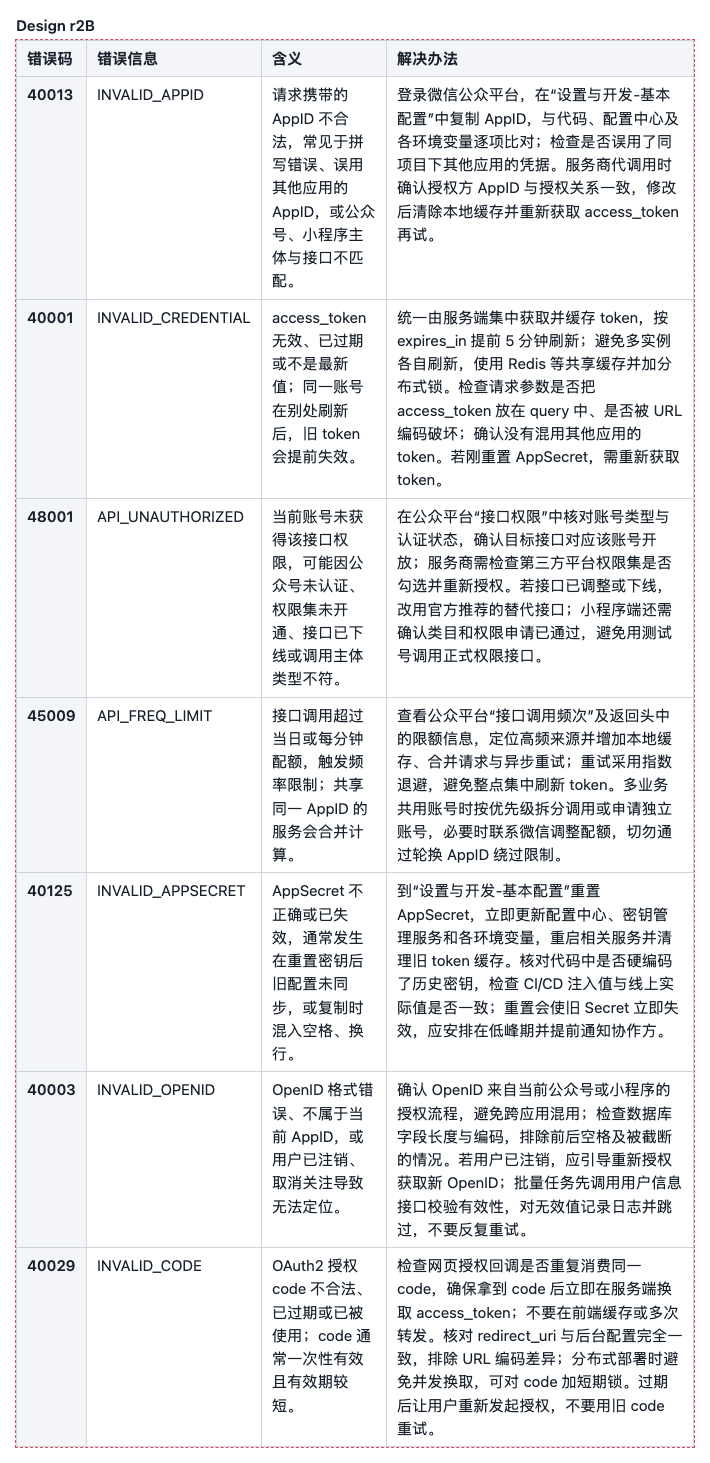 Design r2B
错误码 错误信息 含义 解决办法
40013 INVALID_APPID
请求携带的
AppID 不合
法，常见于拼
写错误、误用
其他应用的
AppID，或公众
号、小程序主
体与接口不匹
配。
登录微信公众平台，在“设置与开发-基本
配置”中复制 AppID，与代码、配置中心及
各环境变量逐项比对；检查是否误用了同
项目下其他应用的凭据。服务商代调用时
确认授权方 AppID 与授权关系一致，修改
后清除本地缓存并重新获取 access_token
再试。
40001 INVALID_CREDENTIAL
access_token
无效、已过期
或不是最新
值；同一账号
在别处刷新
后，旧 token
会提前失效。
统一由服务端集中获取并缓存 token，按
expires_in 提前 5 分钟刷新；避免多实例
各自刷新，使用 Redis 等共享缓存并加分
布式锁。检查请求参数是否把
access_token 放在 query 中、是否被 URL
编码破坏；确认没有混用其他应用的
token。若刚重置 AppSecret，需重新获取
token。
48001 API_UNAUTHORIZED
当前账号未获
得该接口权
限，可能因公
众号未认证、
权限集未开
通、接口已下
线或调用主体
类型不符。
在公众平台“接口权限”中核对账号类型与
认证状态，确认目标接口对应该账号开
放；服务商需检查第三方平台权限集是否
勾选并重新授权。若接口已调整或下线，
改用官方推荐的替代接口；小程序端还需
确认类目和权限申请已通过，避免用测试
号调用正式权限接口。
45009 API_FREQ_LIMIT
接口调用超过
当日或每分钟
配额，触发频
率限制；共享
同一 AppID 的
服务会合并计
算。
查看公众平台“接口调用频次”及返回头中
的限额信息，定位高频来源并增加本地缓
存、合并请求与异步重试；重试采用指数
退避，避免整点集中刷新 token。多业务
共用账号时按优先级拆分调用或申请独立
账号，必要时联系微信调整配额，切勿通
过轮换 AppID 绕过限制。
40125 INVALID_APPSECRET
AppSecret 不
正确或已失
效，通常发生
在重置密钥后
旧配置未同
步，或复制时
混入空格、换
行。
到“设置与开发-基本配置”重置
AppSecret，立即更新配置中心、密钥管
理服务和各环境变量，重启相关服务并清
理旧 token 缓存。核对代码中是否硬编码
了历史密钥，检查 CI/CD 注入值与线上实
际值是否一致；重置会使旧 Secret 立即失
效，应安排在低峰期并提前通知协作方。
40003 INVALID_OPENID
OpenID 格式错
误、不属于当
前 AppID，或
用户已注销、
取消关注导致
无法定位。
确认 OpenID 来自当前公众号或小程序的
授权流程，避免跨应用混用；检查数据库
字段长度与编码，排除前后空格及被截断
的情况。若用户已注销，应引导重新授权
获取新 OpenID；批量任务先调用用户信息
接口校验有效性，对无效值记录日志并跳
过，不要反复重试。
40029 INVALID_CODE
OAuth2 授权
code 不合法、
已过期或已被
使用；code 通
常一次性有效
且有效期较
短。
检查网页授权回调是否重复消费同一
code，确保拿到 code 后立即在服务端换
取 access_token；不要在前端缓存或多次
转发。核对 redirect_uri 与后台配置完全一
致，排除 URL 编码差异；分布式部署时避
免并发换取，可对 code 加短期锁。过期
后让用户重新发起授权，不要用旧 code
重试。